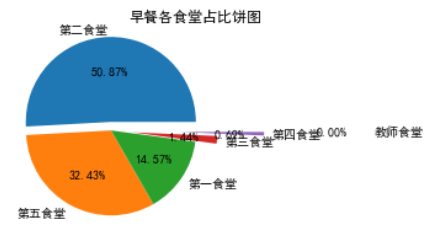 早餐各食堂占比饼图
第二食堂
50.87%
第四食堂
0.00%
教师食堂
0.69%
1.44%
第三食堂
14.57%
32.43%
第一食堂
第五食堂